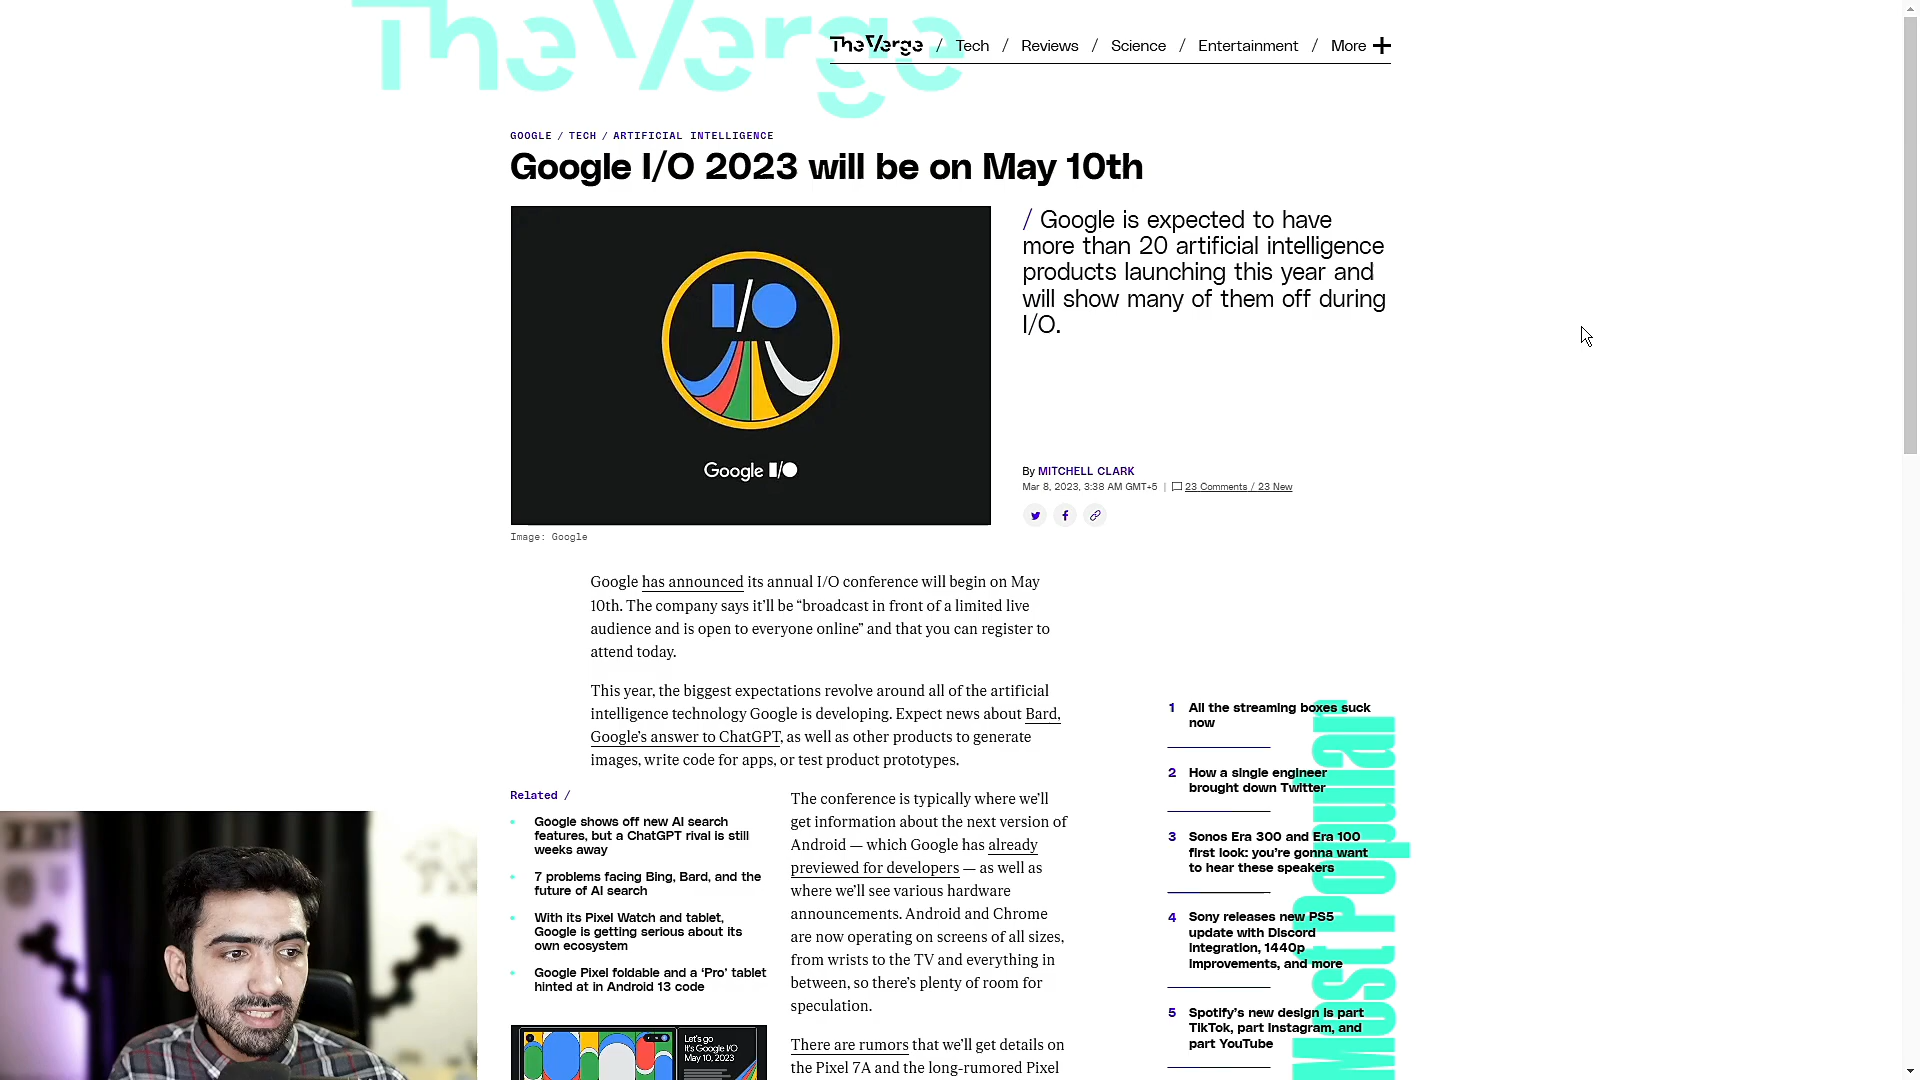 The Verge
The Verge / Tech / Reviews / Science / Entertainment / More
GOOGLE / TECH / ARTIFICIAL INTELLIGENCE
Google I/O 2023 will be on May 10th
I/O
Google I/O
Image: Google
/ Google is expected to have
more than 20 artificial intelligence
products launching this year and
will show many of them off during
I/O.
By MITCHELL CLARK
Mar 8, 2023, 3:38 AM GMT+5 | 23 Comments / 23 New
Google has announced its annual I/O conference will begin on May
10th. The company says it’ll be “broadcast in front of a limited live
audience and is open to everyone online” and that you can register to
attend today.
This year, the biggest expectations revolve around all of the artificial
intelligence technology Google is developing. Expect news about Bard,
Google’s answer to ChatGPT, as well as other products to generate
images, write code for apps, or test product prototypes.
Related /
Google shows off new AI search
features, but a ChatGPT rival is still
weeks away
7 problems facing Bing, Bard, and the
future of AI search
With its Pixel Watch and tablet,
Google is getting serious about its
own ecosystem
Google Pixel foldable and a ‘Pro’ tablet
hinted at in Android 13 code
Let's go
It's Google I/O
May 10, 2023
The conference is typically where we’ll
get information about the next version of
Android — which Google has already
previewed for developers — as well as
where we’ll see various hardware
announcements. Android and Chrome
are now operating on screens of all sizes,
from wrists to the TV and everything in
between, so there’s plenty of room for
speculation.
There are rumors that we’ll get details on
the Pixel 7A and the long-rumored Pixel
Most Popular
1 All the streaming boxes suck
now
2 How a single engineer
brought down Twitter
3 Sonos Era 300 and Era 100
first look: you’re gonna want
to hear these speakers
4 Sony releases new PS5
update with Discord
integration, 1440p
improvements, and more
5 Spotify’s new design is part
TikTok, part Instagram, and
part YouTube